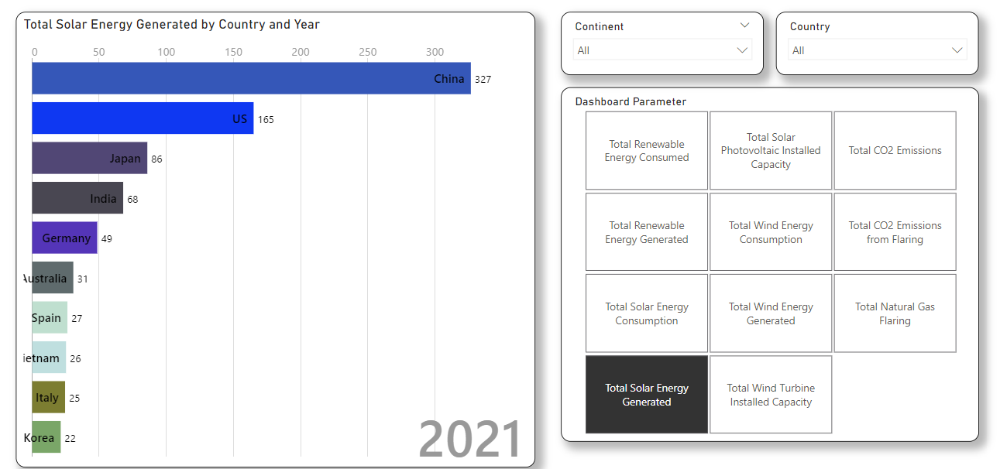 Total Solar Energy Generated by Country and Year
0 50 100 150 200 250 300
China 327
US 165
Japan 86
India 68
Germany 49
Australia 31
Spain 27
ietnam 26
Italy 25
Korea 22
2021
Continent
All
Country
All
Dashboard Parameter
Total Renewable
Energy Consumed
Total Solar
Photovoltaic Installed
Capacity
Total CO2 Emissions
Total Renewable
Energy Generated
Total Wind Energy
Consumption
Total CO2 Emissions
from Flaring
Total Solar Energy
Consumption
Total Wind Energy
Generated
Total Natural Gas
Flaring
Total Solar Energy
Generated
Total Wind Turbine
Installed Capacity